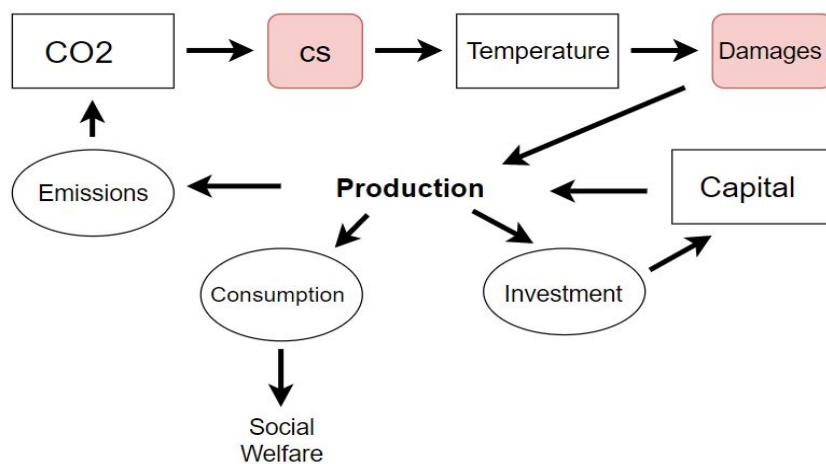 CO2
cs
Temperature
Damages
Emissions
Production
Capital
Consumption
Investment
Social
Welfare